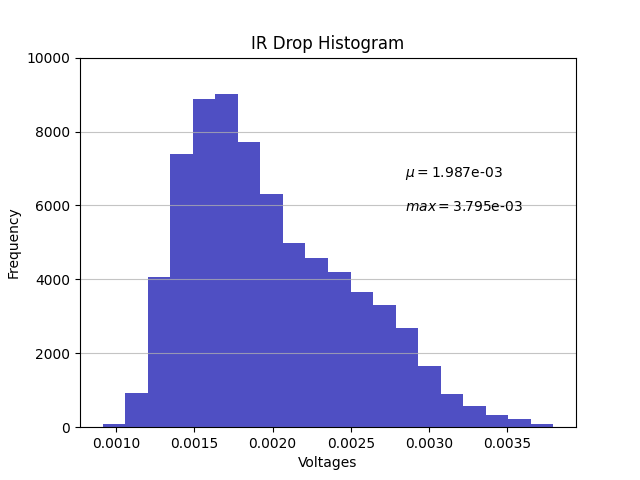 IR Drop Histogram
10000
8000
6000
4000
2000
0
Frequency
μ = 1.987e-03
max = 3.795e-03
0.0010 0.0015 0.0020 0.0025 0.0030 0.0035
Voltages